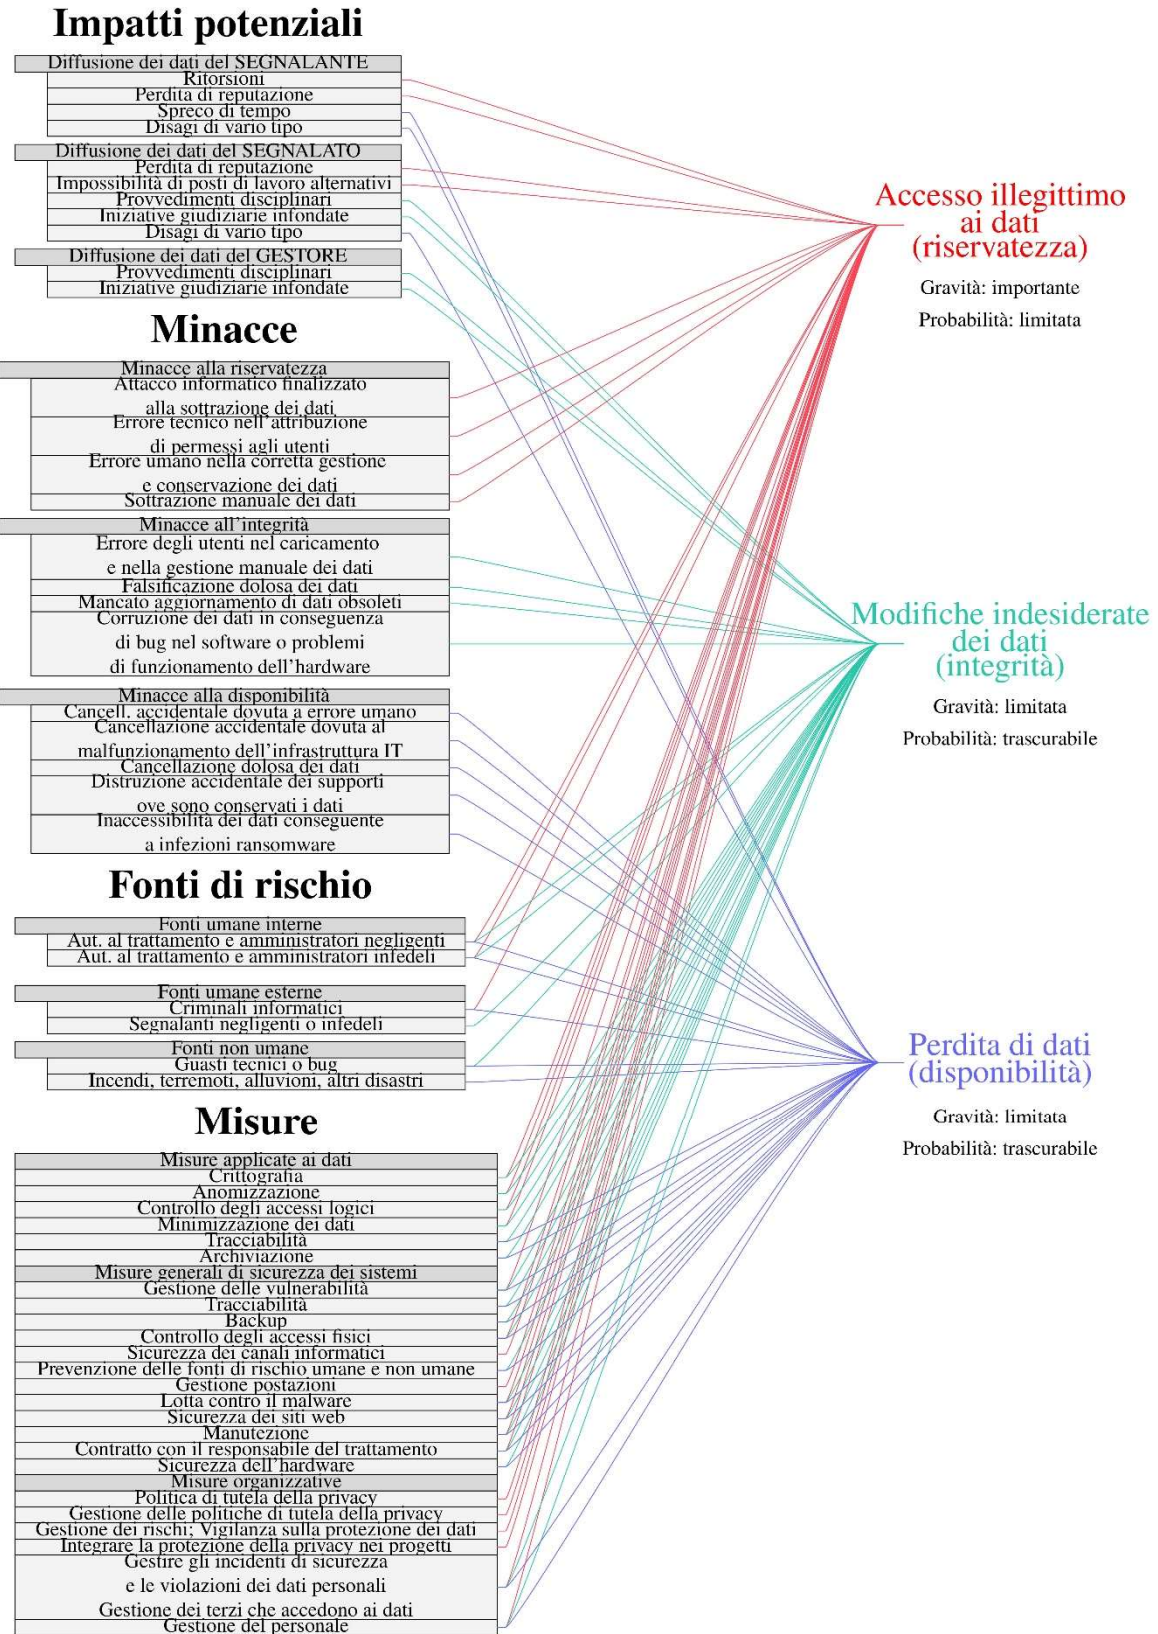 Impatti potenziali
Diffusione dei dati del SEGNALANTE
Ritorsioni
Perdita di reputazione
Spreco di tempo
Disagi di vario tipo
Diffusione dei dati del SEGNALATO
Perdita di reputazione
Impossibilità di posti di lavoro alternativi
Provvedimenti disciplinari
Iniziative giudiziarie infondate
Disagi di vario tipo
Diffusione dei dati del GESTORE
Provvedimenti disciplinari
Iniziative giudiziarie infondate
Minacce
Minacce alla riservatezza
Attacco informatico finalizzato
alla sottrazione dei dati
Errore tecnico nell'attribuzione
di permessi agli utenti
Errore umano nella corretta gestione
e conservazione dei dati
Sottrazione manuale dei dati
Minacce all'integrità
Errore degli utenti nel caricamento
e nella gestione manuale dei dati
Falsificazione dolosa dei dati
Mancato aggiornamento di dati obsoleti
Corruzione dei dati in conseguenza
di bug nel software o problemi
di funzionamento dell'hardware
Minacce alla disponibilità
Cancell. accidentale dovuta a errore umano
Cancellazione accidentale dovuta al
malfunzionamento dell'infrastruttura IT
Cancellazione dolosa dei dati
Distruzione accidentale dei supporti
ove sono conservati i dati
Inaccessibilità dei dati conseguente
a infezioni ransomware
Fonti di rischio
Fonti umane interne
Aut. al trattamento e amministratori negligenti
Aut. al trattamento e amministratori infedeli
Fonti umane esterne
Criminali informatici
Segnalanti negligenti o infedeli
Fonti non umane
Guasti tecnici o bug
Incendi, terremoti, alluvioni, altri disastri
Misure
Misure applicate ai dati
Crittografia
Anomizzazione
Controllo degli accessi logici
Minimizzazione dei dati
Tracciabilità
Archiviazione
Misure generali di sicurezza dei sistemi
Gestione delle vulnerabilità
Tracciabilità
Backup
Controllo degli accessi fisici
Sicurezza dei canali informatici
Prevenzione delle fonti di rischio umane e non umane
Gestione postazioni
Lotta contro il malware
Sicurezza dei siti web
Manutezione
Contratto con il responsabile del trattamento
Sicurezza dell'hardware
Misure organizzative
Politica di tutela della privacy
Gestione delle politiche di tutela della privacy
Gestione dei rischi; Vigilanza sulla protezione dei dati
Integrare la protezione della privacy nei progetti
Gestire gli incidenti di sicurezza
e le violazioni dei dati personali
Gestione dei terzi che accedono ai dati
Gestione del personale
Accesso illegittimo
ai dati
(riservatezza)
Gravità: importante
Probabilità: limitata
Modifiche indesiderate
dei dati
(integrità)
Gravità: limitata
Probabilità: trascurabile
Perdita di dati
(disponibilità)
Gravità: limitata
Probabilità: trascurabile